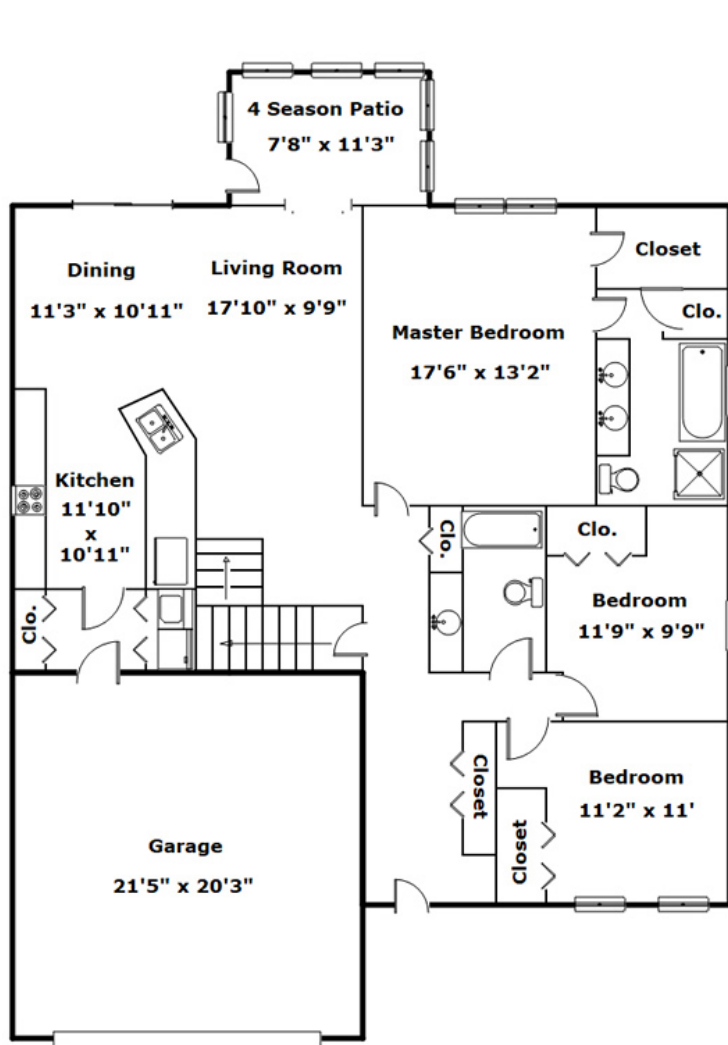 4 Season Patio
7'8" x 11'3"
Dining
11'3" x 10'11"
Living Room
17'10" x 9'9"
Closet
Clo.
Master Bedroom
17'6" x 13'2"
Kitchen
11'10"
x
10'11"
Clo.
Clo.
Clo.
Bedroom
11'9" x 9'9"
Closet
Closet
Bedroom
11'2" x 11'
Garage
21'5" x 20'3"